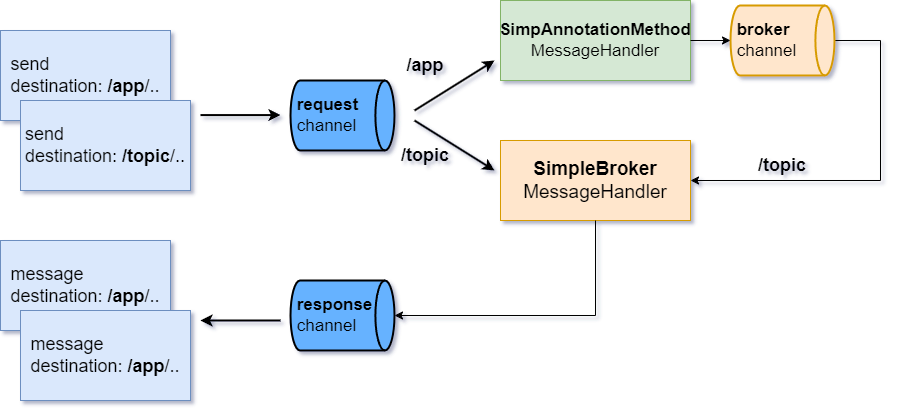 send
destination: /app/..
send
destination: /topic/..
request
channel
/app
/topic
SimpAnnotationMethod
MessageHandler
broker
channel
SimpleBroker
MessageHandler
/topic
message
destination: /app/..
message
destination: /app/..
response
channel